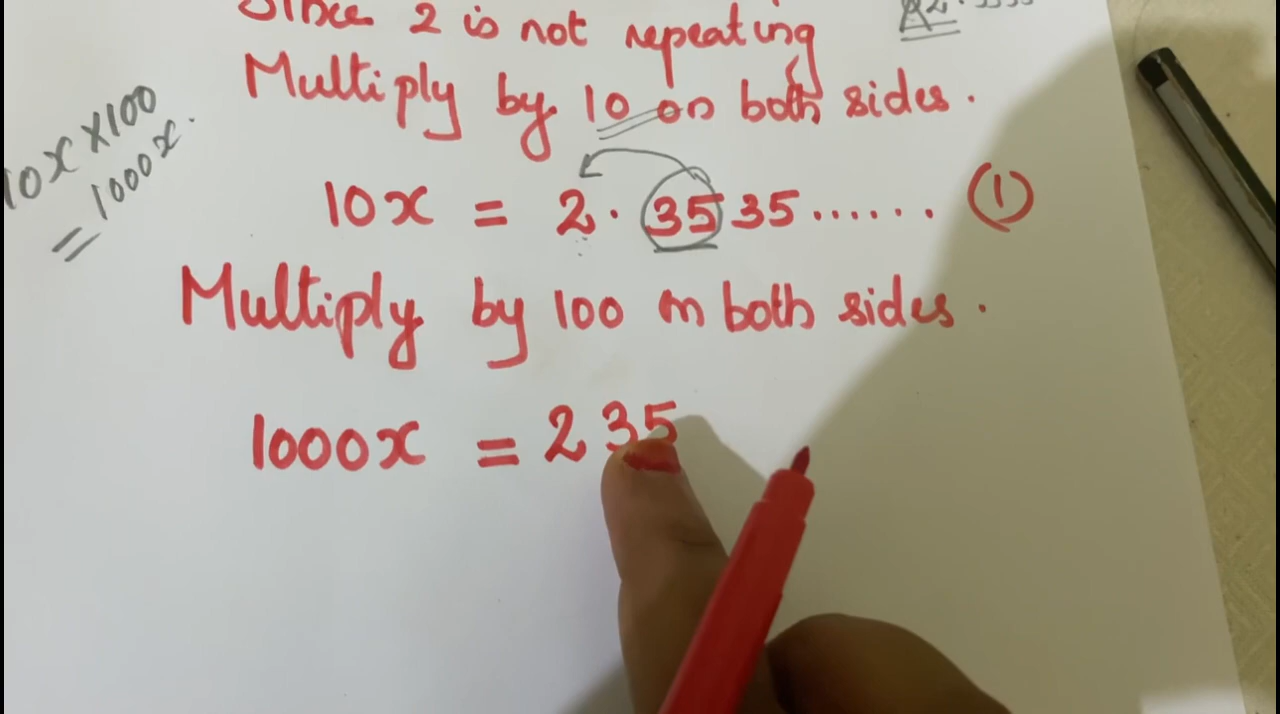 Since 2 is not repeating
Multiply by 10 on both sides.
10x × 100
= 1000x.
10x = 2.3535...... (1)
Multiply by 100 on both sides.
1000x = 235